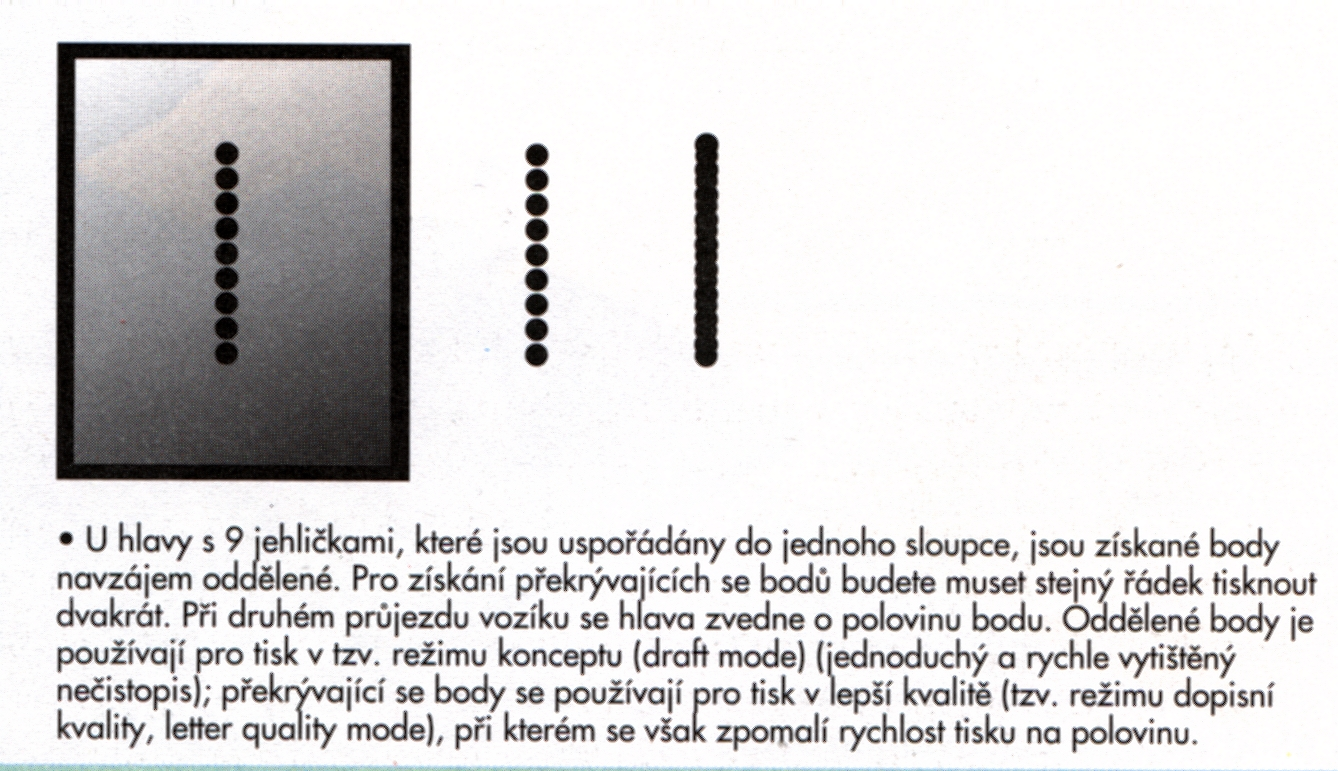 • U hlavy s 9 jehličkami, které jsou uspořádány do jednoho sloupce, jsou získané body
navzájem oddělené. Pro získání překrývajících se bodů budete muset stejný řádek tisknout
dvakrát. Při druhém průjezdu vozíku se hlava zvedne o polovinu bodu. Oddělené body je
používají pro tisk v tzv. režimu konceptu (draft mode) (jednoduchý a rychle vytištěný
nečistopis); překrývající se body se používají pro tisk v lepší kvalitě (tzv. režimu dopisní
kvality, letter quality mode), při kterém se však zpomalí rychlost tisku na polovinu.